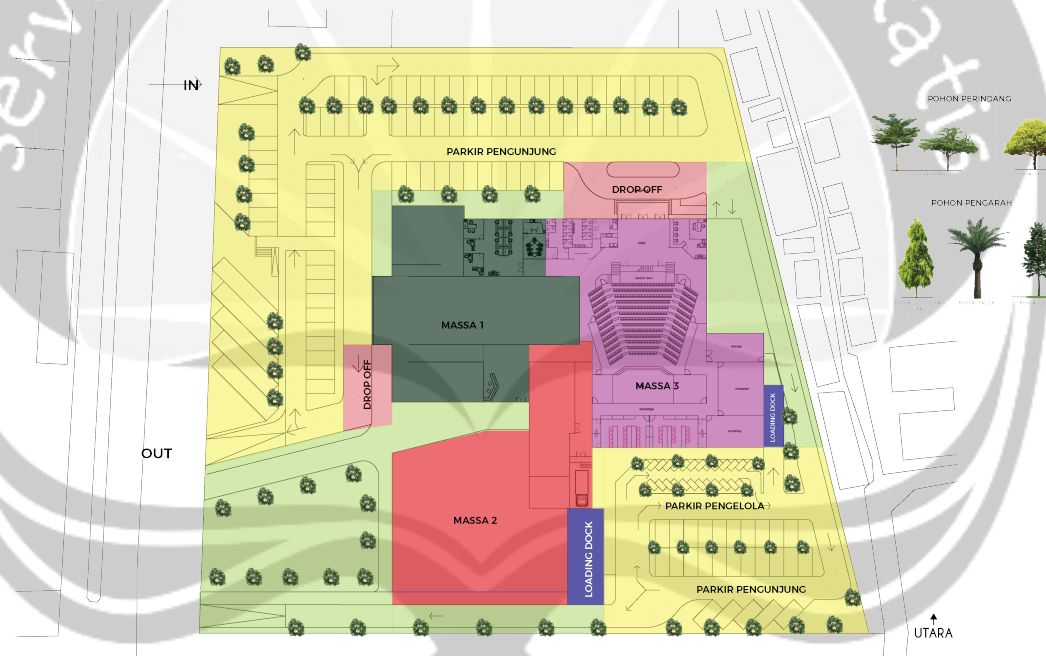 IN
POHON PERINDANG
PARKIR PENGUNJUNG
DROP OFF
POHON PENGARAH
MASSA 1
DROP OFF
MASSA 3
LOADING DOCK
OUT
MASSA 2
PARKIR PENGELOLA
LOADING DOCK
PARKIR PENGUNJUNG
UTARA